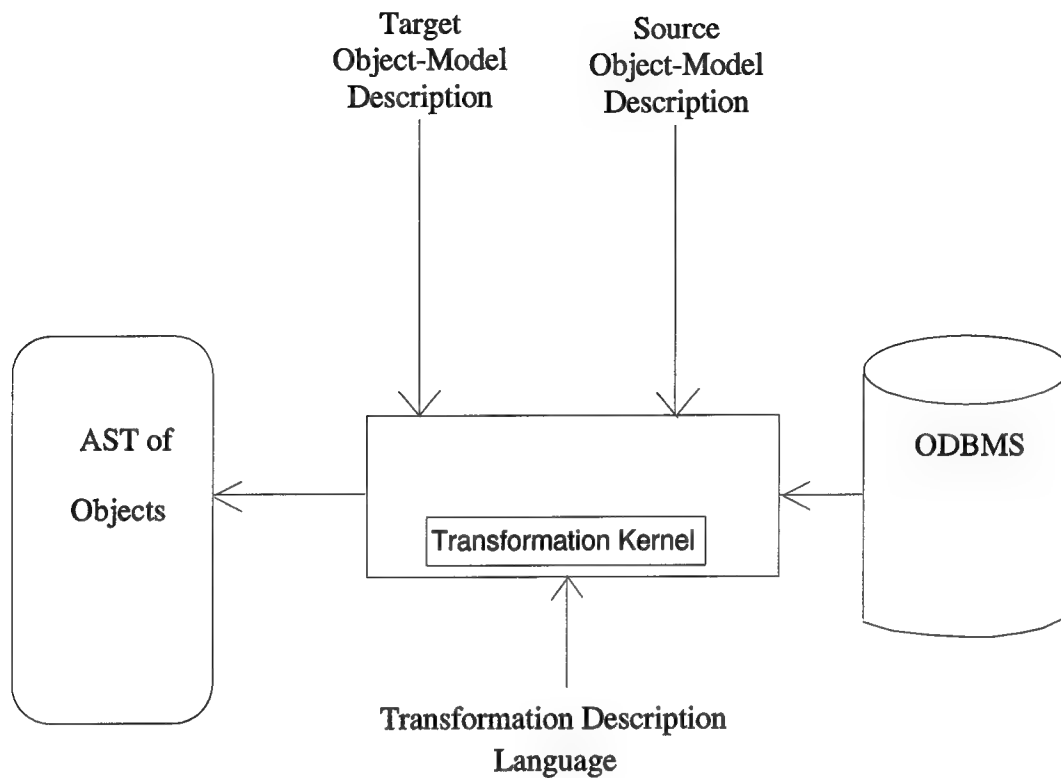 Target
Object-Model
Description
Source
Object-Model
Description
AST of
Objects
ODBMS
Transformation Kernel
Transformation Description
Language